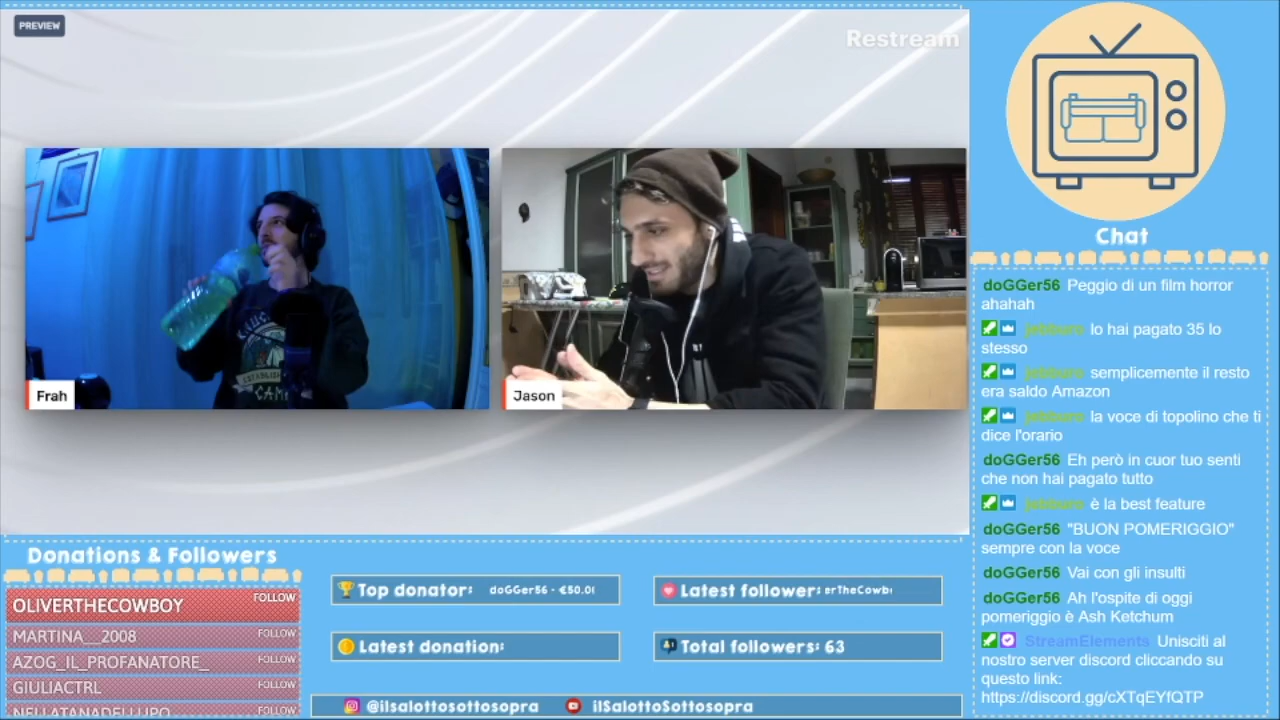 PREVIEW
Restream
Frah
Jason
Chat
doGGer56 Peggio di un film horror
ahahah
lo hai pagato 35 lo
stesso
semplicemente il resto
era saldo Amazon
la voce di topolino che ti
dice l'orario
doGGer56 Eh però in cuor tuo senti
che non hai pagato tutto
è la best feature
doGGer56 "BUON POMERIGGIO"
sempre con la voce
doGGer56 Vai con gli insulti
doGGer56 Ah l'ospite di oggi
pomeriggio è Ash Ketchum
StreamElements Unisciti al
nostro server discord cliccando su
questo link:
https://discord.gg/cXTqEYfQTP
Donations & Followers
OLIVERTHECOWBOY FOLLOW
MARTINA__2008 FOLLOW
AZOG_IL_PROFANATORE_ FOLLOW
GIULIACTRL FOLLOW
NELLATANADELLUPO FOLLOW
Top donator: doGGer56 - €50.0(
Latest follower: erTheCowb
Latest donation:
Total followers: 63
@ilsalottosottosopra
ilSalottoSottosopra